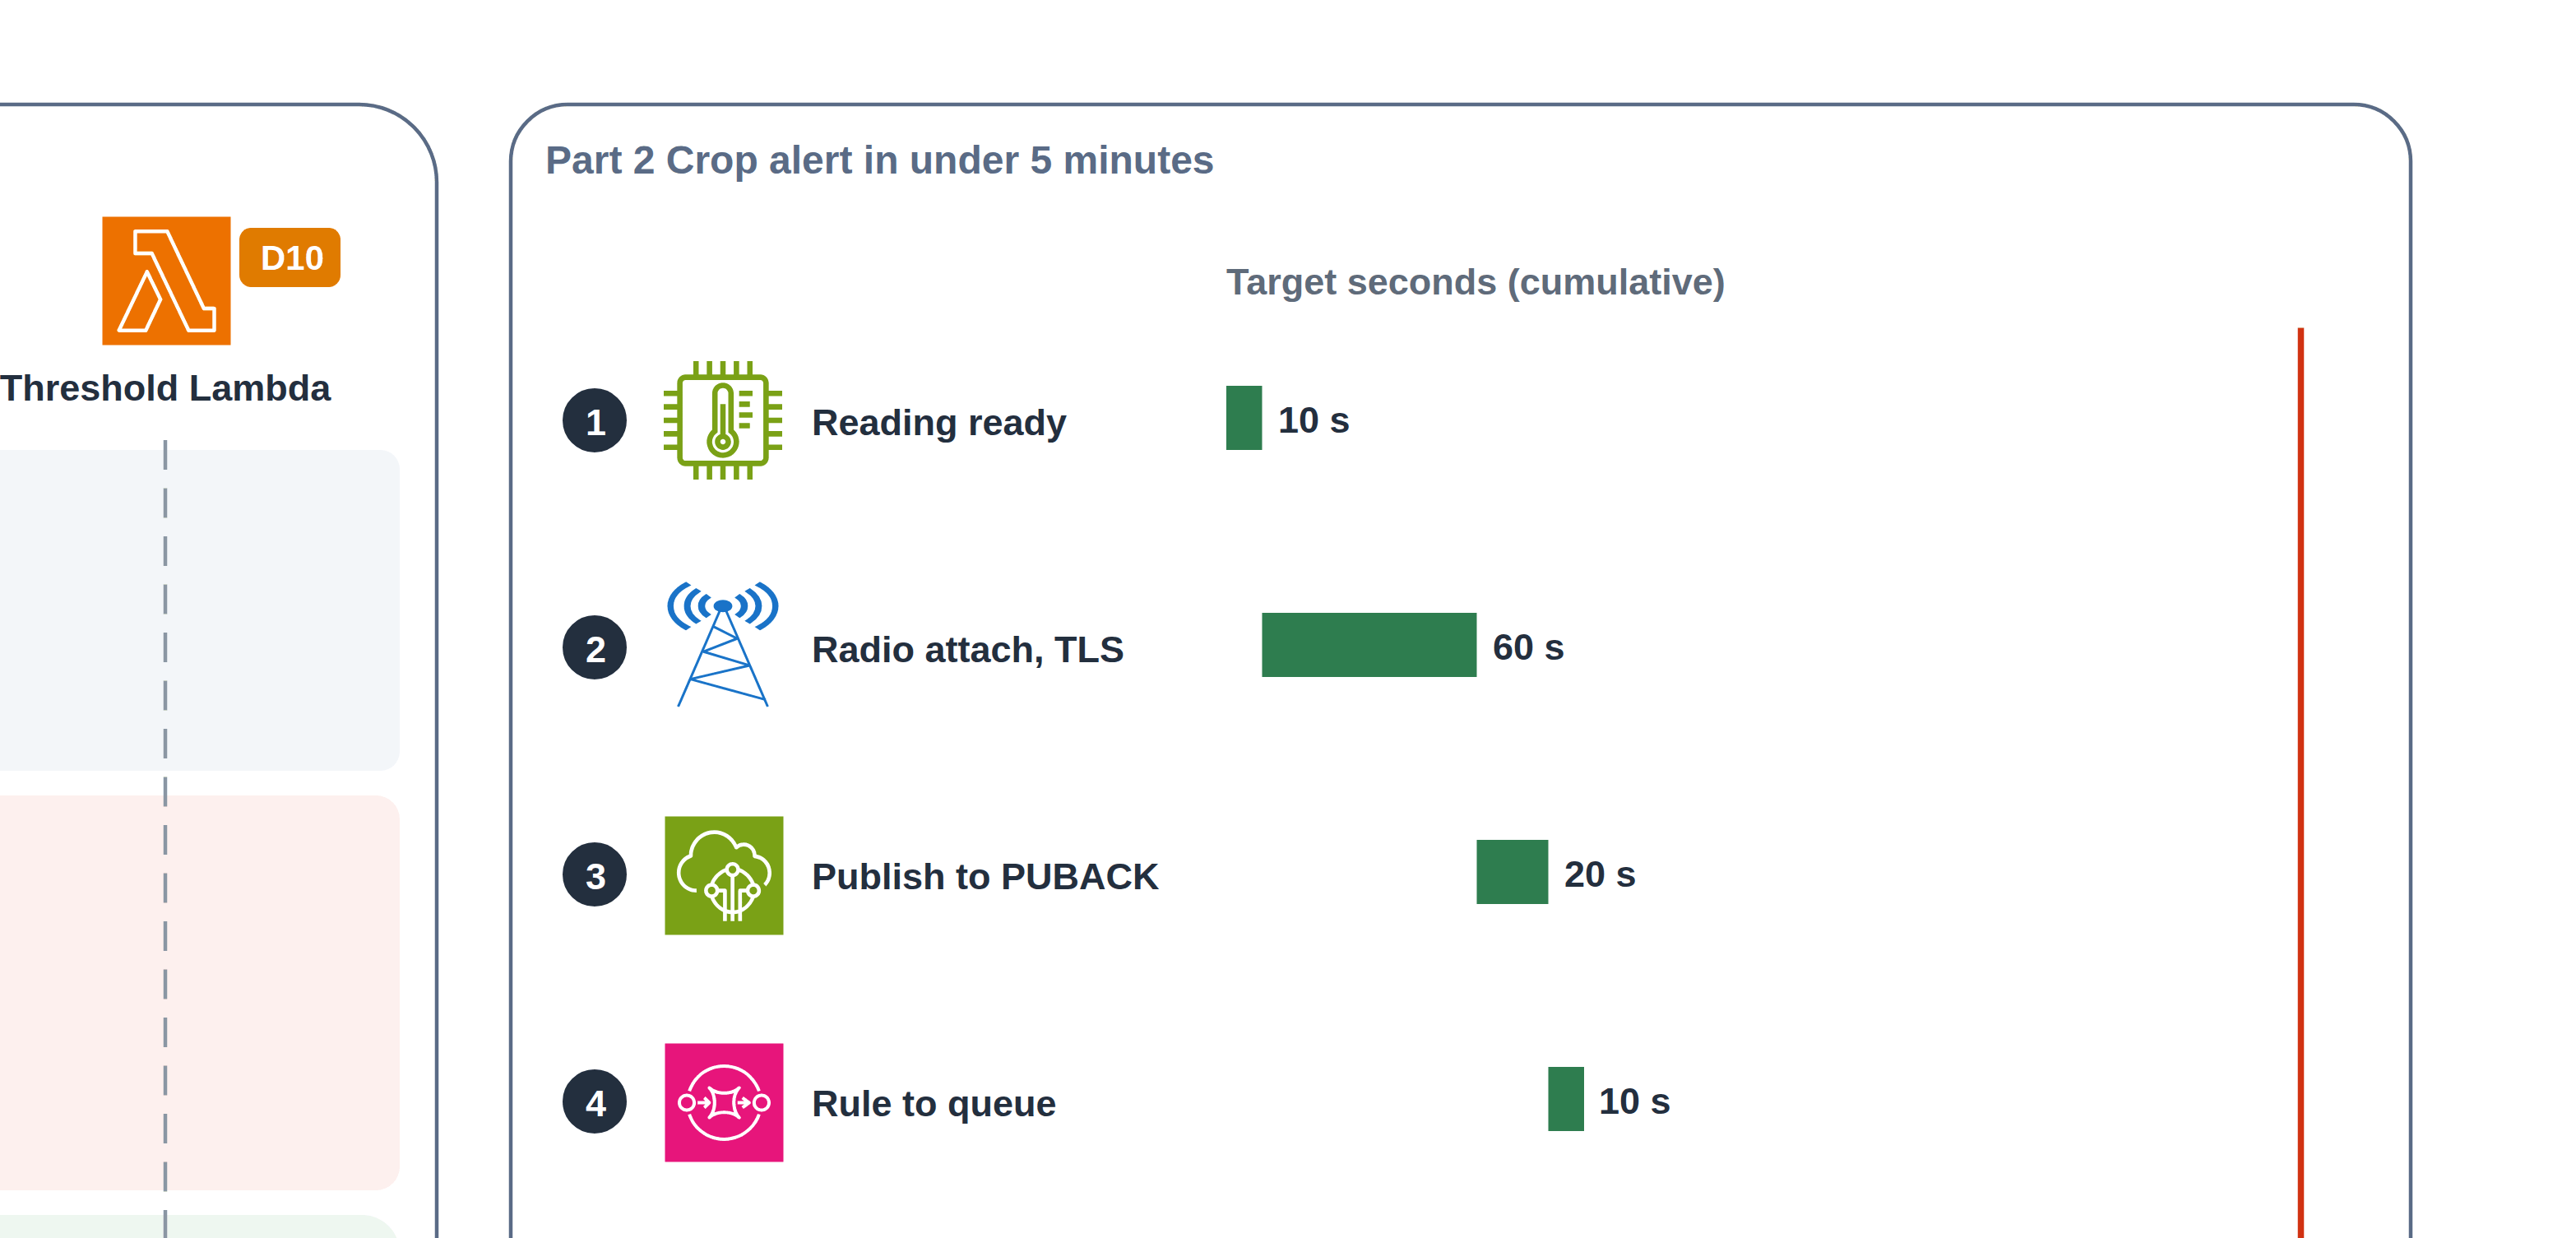 D10
Threshold Lambda
Part 2 Crop alert in under 5 minutes
Target seconds (cumulative)
1 Reading ready 10 s
2 Radio attach, TLS 60 s
3 Publish to PUBACK 20 s
4 Rule to queue 10 s